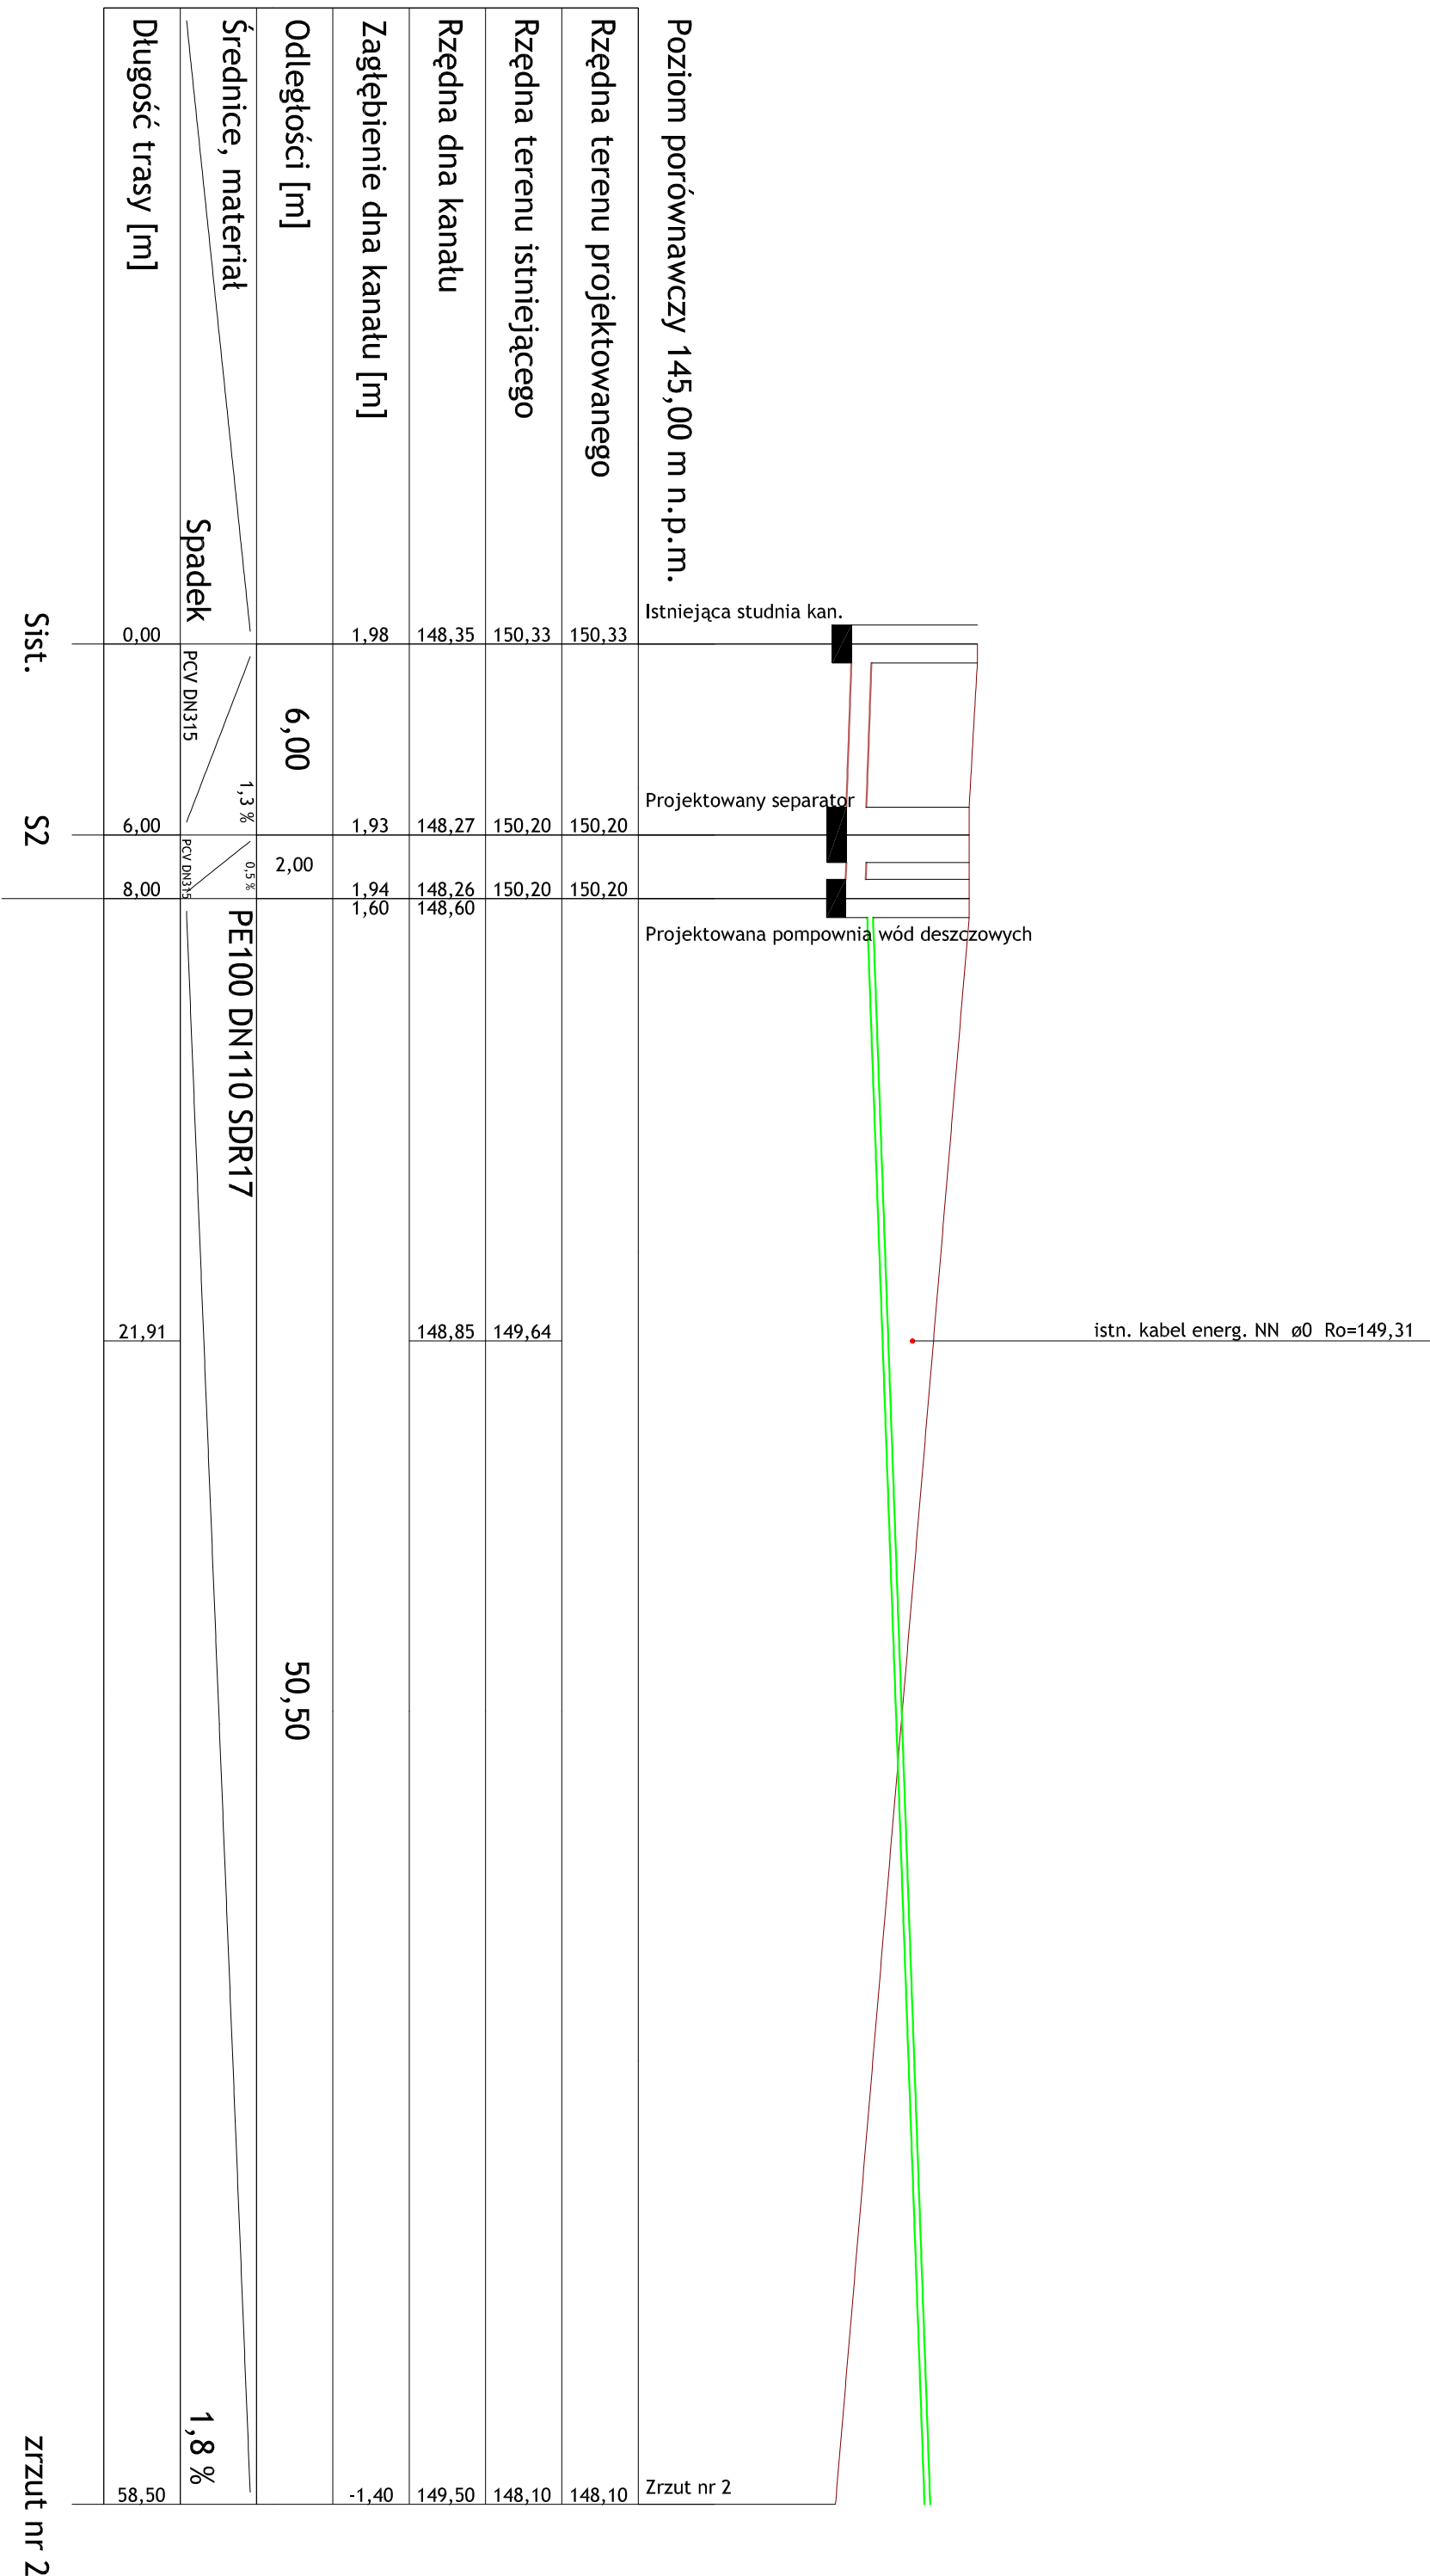 Poziom porównawczy 145,00 m n.p.m.
Rzędna terenu projektowanego
Rzędna terenu istniejącego
Rzędna dna kanału
Zagłębienie dna kanału [m]
Odległości [m]
Średnice, materiał
Spadek
Długość trasy [m]
Istniejąca studnia kan.
Projektowany separator
Projektowana pompownia wód deszczowych
istn. kabel energ. NN ø0 Ro=149,31
Zrzut nr 2
150,33
150,20
150,20
148,10
150,33
150,20
150,20
149,64
148,10
148,35
148,27
148,26
148,60
148,85
149,50
1,98
1,93
1,94
1,60
-1,40
6,00
2,00
50,50
PCV DN315
1,3 %
PCV DN315
0,5 %
PE100 DN110 SDR17
1,8 %
0,00
6,00
8,00
21,91
58,50
Sist.
S2
zrzut nr 2